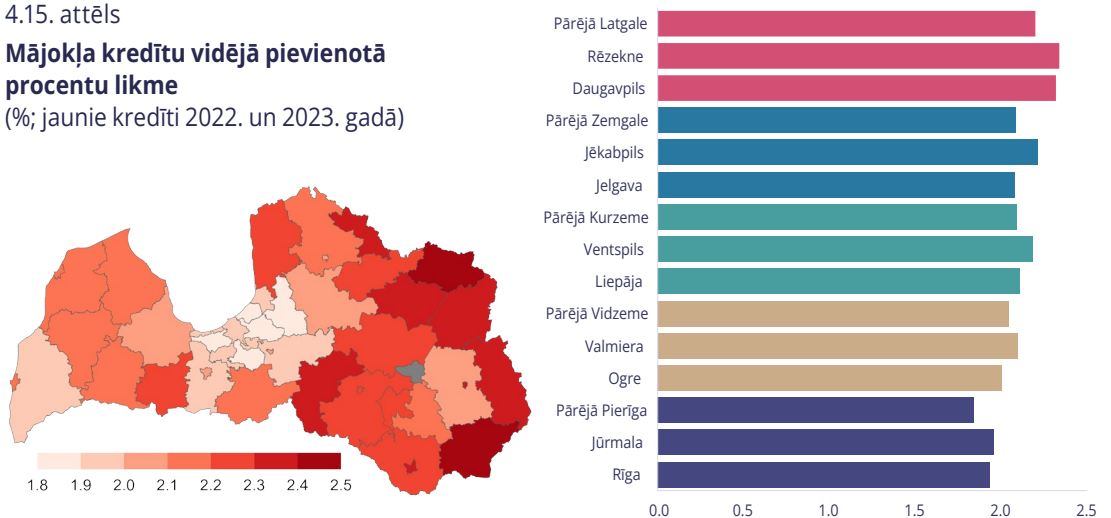 4.15. attēls
Mājokļa kredītu vidējā pievienotā
procentu likme
(%; jaunie kredīti 2022. un 2023. gadā)
1.8 1.9 2.0 2.1 2.2 2.3 2.4 2.5
Pārējā Latgale
Rēzekne
Daugavpils
Pārējā Zemgale
Jēkabpils
Jelgava
Pārējā Kurzeme
Ventspils
Liepāja
Pārējā Vidzeme
Valmiera
Ogre
Pārējā Pierīga
Jūrmala
Rīga
0.0 0.5 1.0 1.5 2.0 2.5